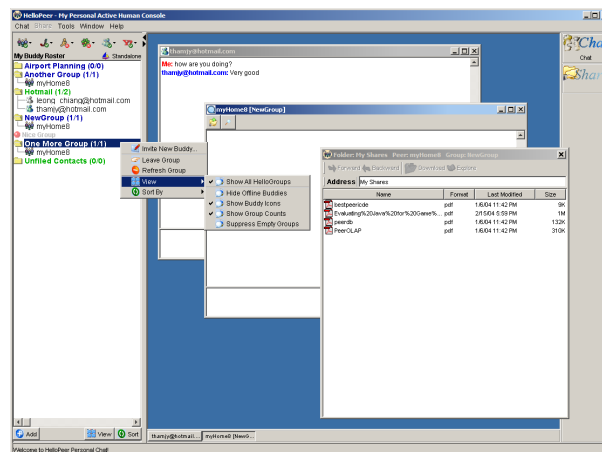 HelloPeer - My Personal Active Human Console
Chat Share Tools Window Help
My Buddy Roster Standalone
Airport Planning (0/0)
Another Group (1/1)
myHome8
Hotmail (1/2)
leong_chiang@hotmail.com
thamjy@hotmail.com
NewGroup (1/1)
myHome8
Nice Group
One More Group (1/1)
myHome8
Unfiled Contacts (0/0)
Invite New Buddy...
Leave Group
Refresh Group
View
Sort By
Show All HelloGroups
Hide Offline Buddies
Show Buddy Icons
Show Group Counts
Suppress Empty Groups
thamjy@hotmail.com
Me: how are you doing?
thamjy@hotmail.com: Very good
myHome8 [NewGroup]
Folder: My Shares Peer: myHome8 Group: NewGroup
Forward Backward Download Explore
Address My Shares
Name Format Last Modified Size
bestpeericde pdf 1/6/04 11:42 PM 9K
Evaluating%20Java%20for%20Game%... pdf 2/15/04 5:59 PM 1M
peerdb pdf 1/6/04 11:42 PM 132K
PeerOLAP pdf 1/6/04 11:42 PM 310K
Cha
Chat
Shar
Add View Sort
thamjy@hotmail.... myHome8 [NewG...
Welcome to HelloPeer Personal Chat!